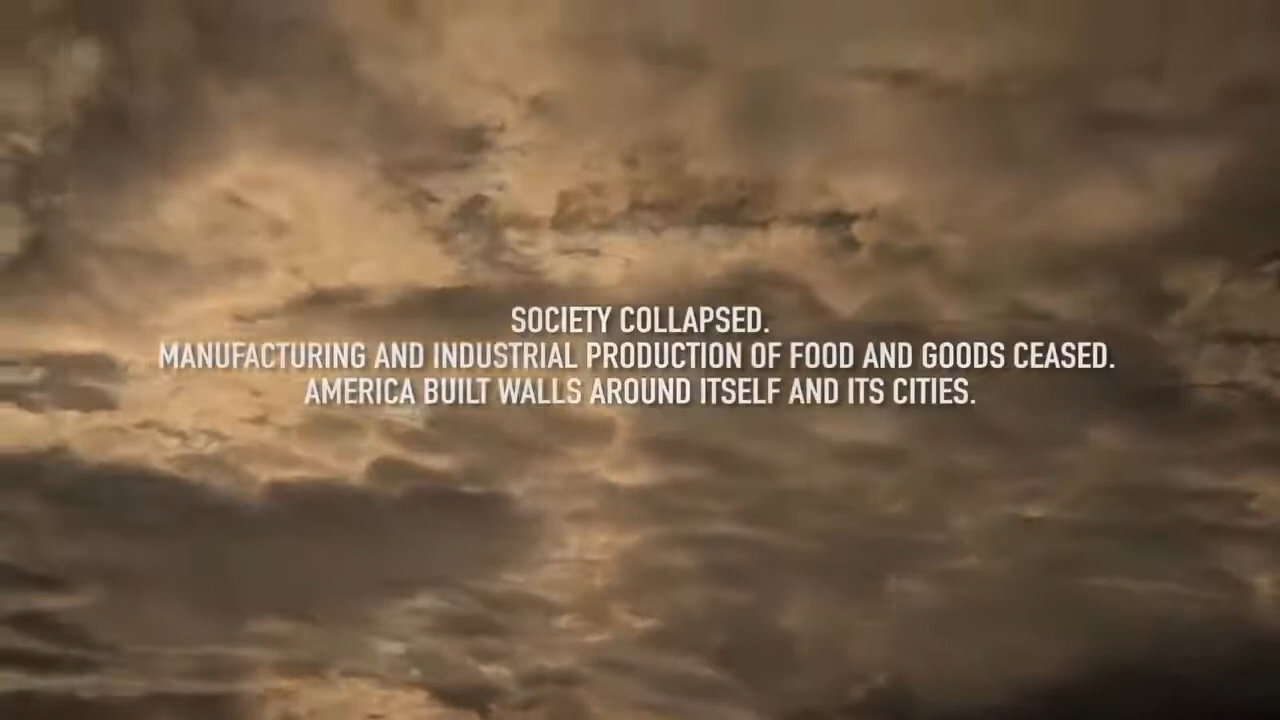 SOCIETY COLLAPSED.
MANUFACTURING AND INDUSTRIAL PRODUCTION OF FOOD AND GOODS CEASED.
AMERICA BUILT WALLS AROUND ITSELF AND ITS CITIES.